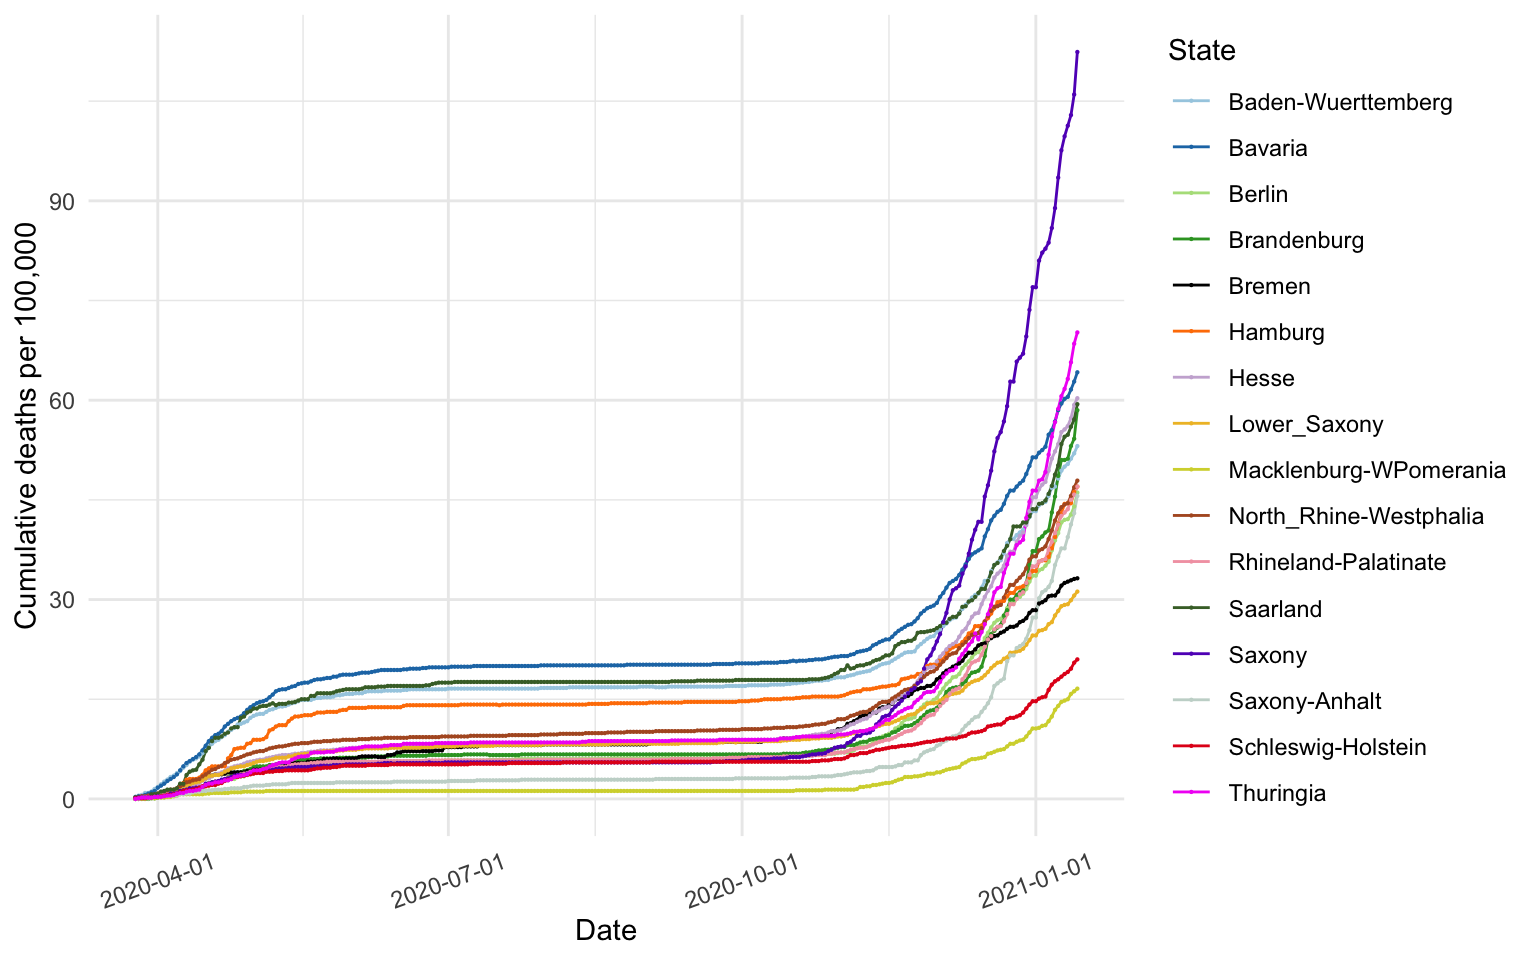 State
Baden-Wuerttemberg
Bavaria
Berlin
Brandenburg
Bremen
Hamburg
Hesse
Lower_Saxony
Macklenburg-WPomerania
North_Rhine-Westphalia
Rhineland-Palatinate
Saarland
Saxony
Saxony-Anhalt
Schleswig-Holstein
Thuringia
Cumulative deaths per 100,000
90
60
30
0
2020-04-01
2020-07-01
2020-10-01
2021-01-01
Date